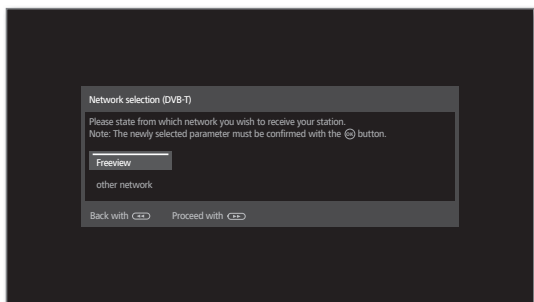 Network selection (DVB-T)
Please state from which network you wish to receive your station.
Note: The newly selected parameter must be confirmed with the OK button.
Freeview
other network
Back with ◄◄ Proceed with ►►